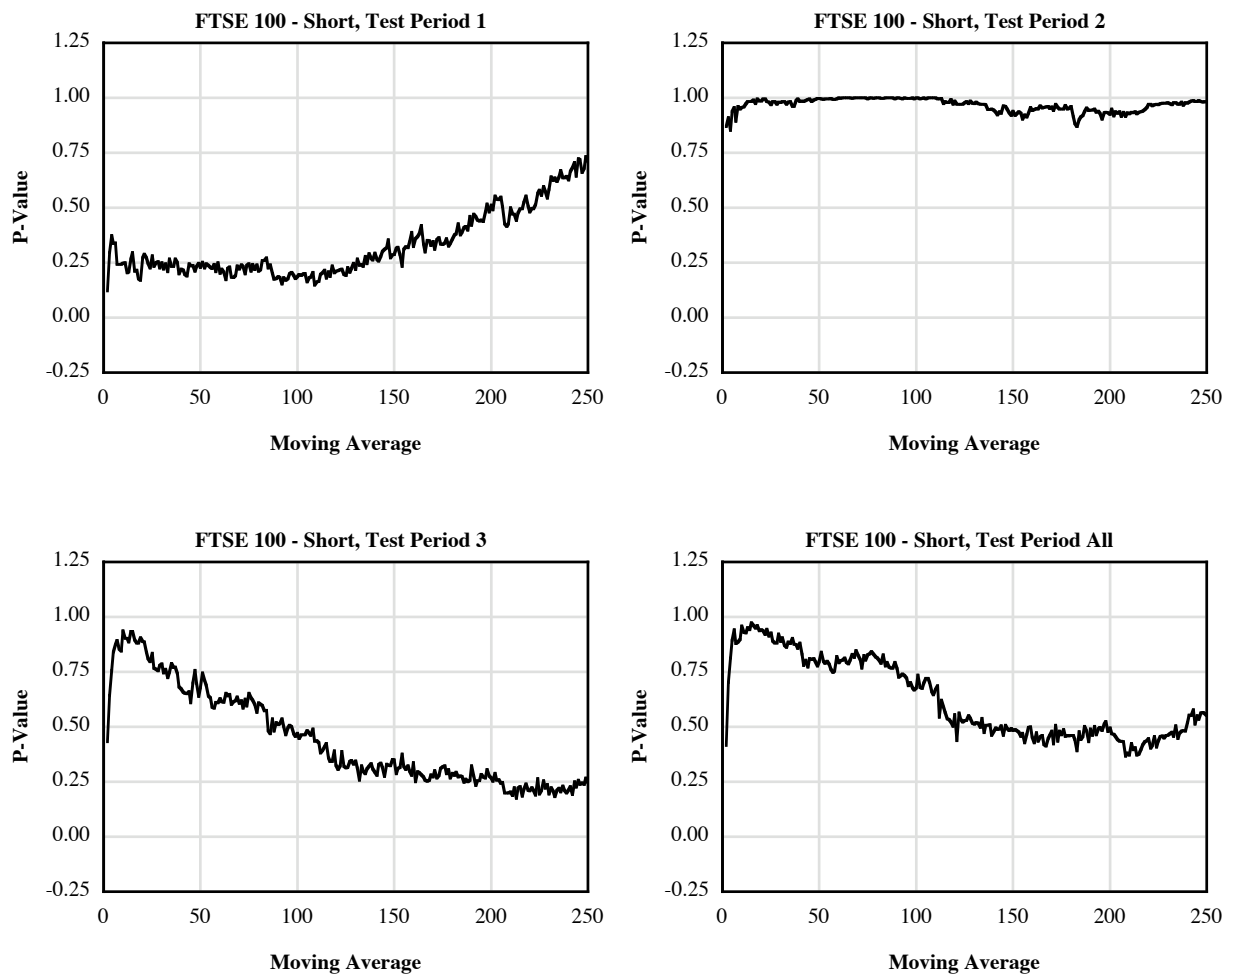 FTSE 100 - Short, Test Period 1
1.25
1.00
0.75
0.50
0.25
0.00
-0.25
P-Value
0 50 100 150 200 250
Moving Average
FTSE 100 - Short, Test Period 2
1.25
1.00
0.75
0.50
0.25
0.00
-0.25
P-Value
0 50 100 150 200 250
Moving Average
FTSE 100 - Short, Test Period 3
1.25
1.00
0.75
0.50
0.25
0.00
-0.25
P-Value
0 50 100 150 200 250
Moving Average
FTSE 100 - Short, Test Period All
1.25
1.00
0.75
0.50
0.25
0.00
-0.25
P-Value
0 50 100 150 200 250
Moving Average